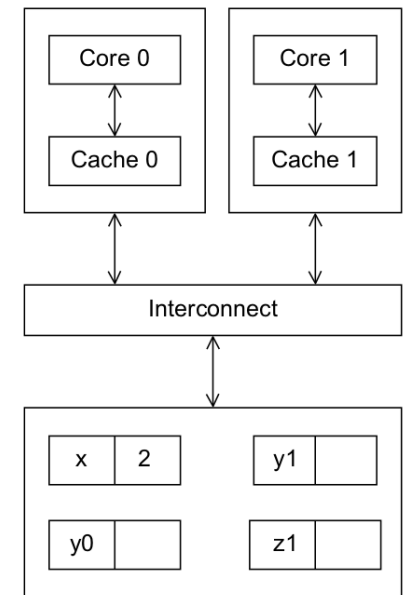 Core 0
Core 1
Cache 0
Cache 1
Interconnect
x 2
y1
y0
z1